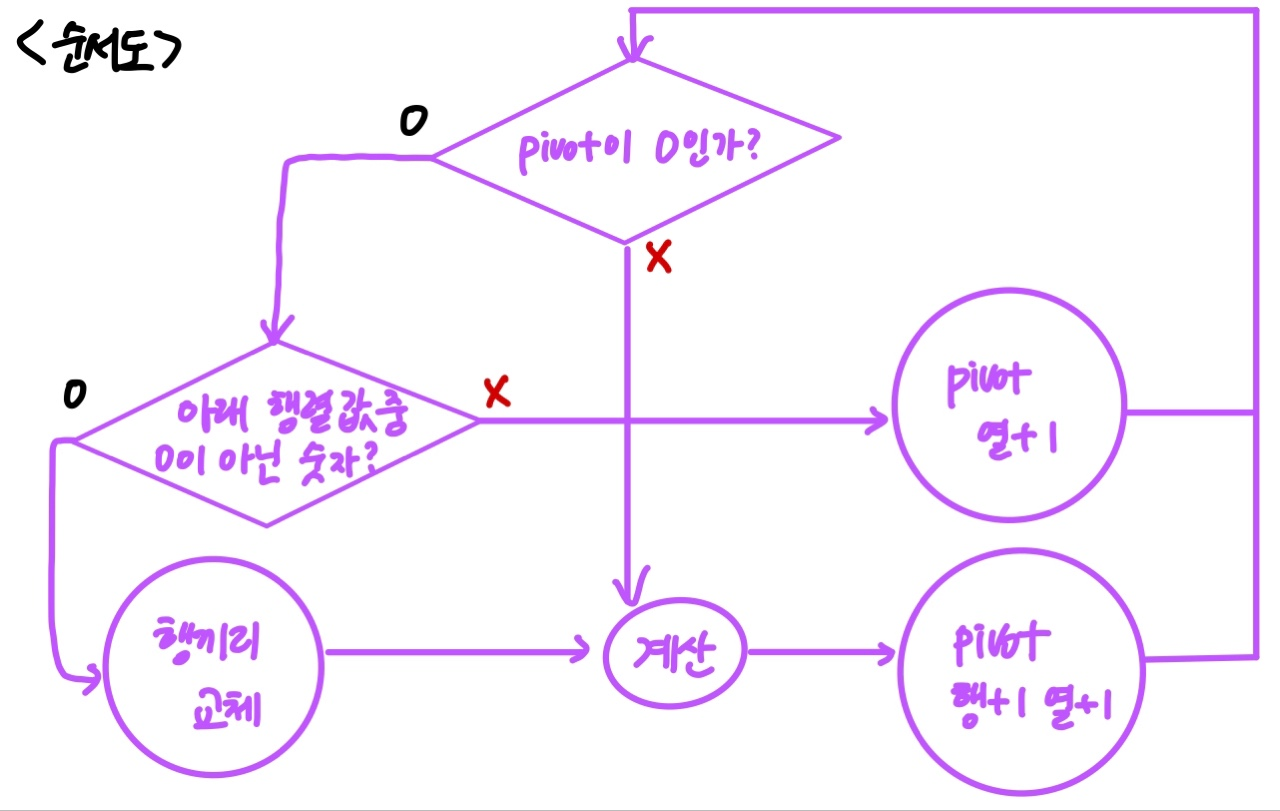 <순서도>
O
pivot이 0인가?
X
O
아래 행렬값중
0이 아닌 숫자?
X
pivot
열+1
행끼리
교체
계산
pivot
행+1 열+1